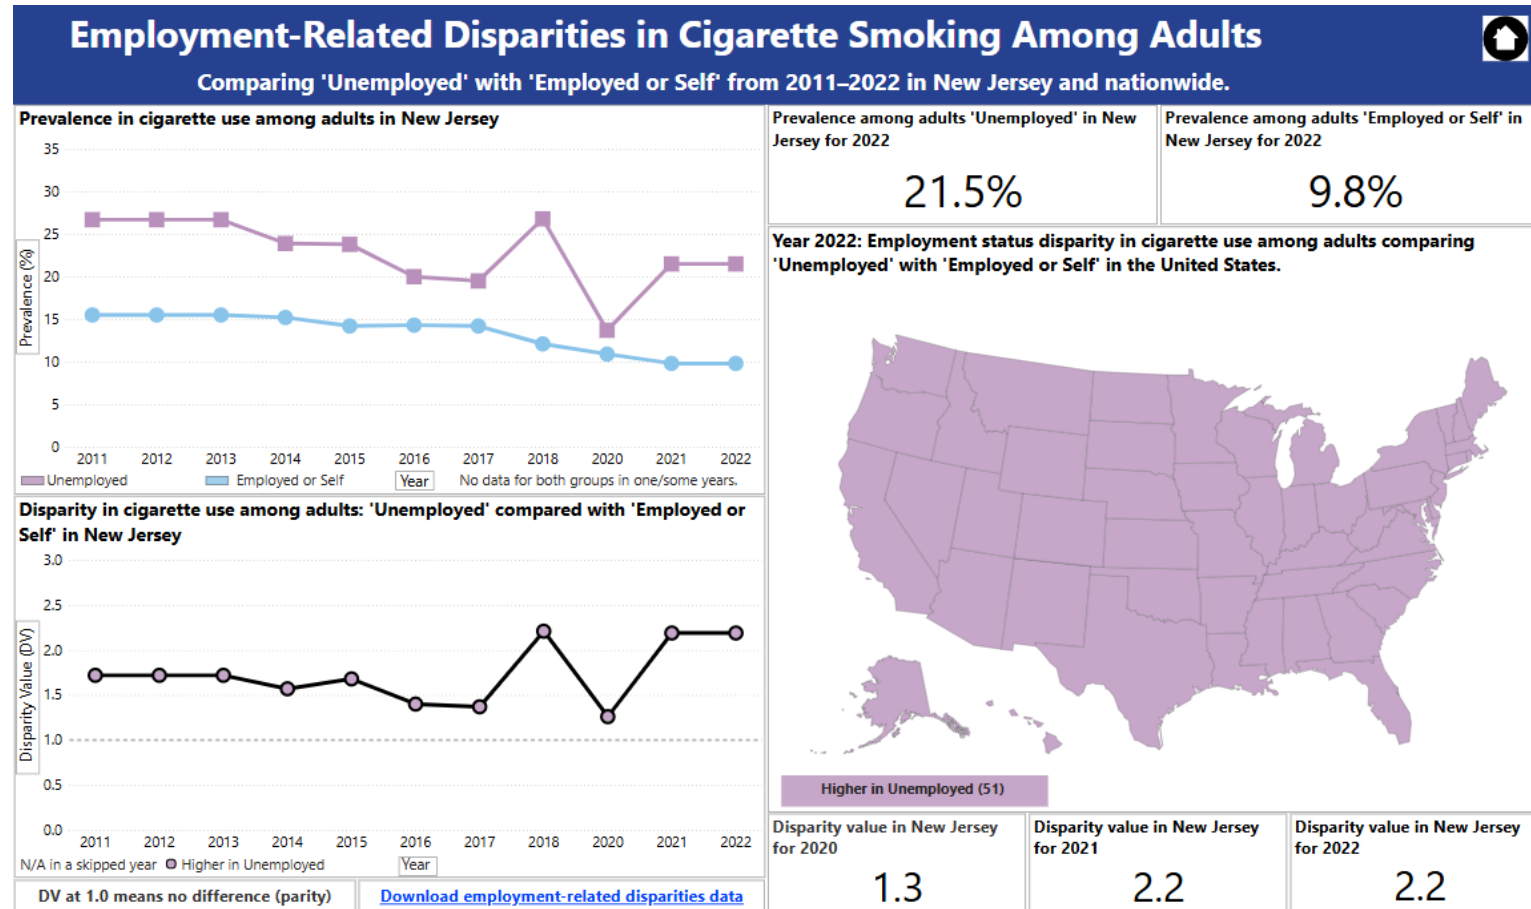 Employment-Related Disparities in Cigarette Smoking Among Adults
Comparing 'Unemployed' with 'Employed or Self' from 2011–2022 in New Jersey and nationwide.
Prevalence in cigarette use among adults in New Jersey
35
30
25
20
15
10
5
0
Prevalence (%)
2011 2012 2013 2014 2015 2016 2017 2018 2020 2021 2022
Unemployed Employed or Self Year No data for both groups in one/some years.
Disparity in cigarette use among adults: 'Unemployed' compared with 'Employed or
Self' in New Jersey
3.0
2.5
2.0
1.5
1.0
0.5
0.0
Disparity Value (DV)
2011 2012 2013 2014 2015 2016 2017 2018 2020 2021 2022
N/A in a skipped year Higher in Unemployed Year
DV at 1.0 means no difference (parity)
Download employment-related disparities data
Prevalence among adults 'Unemployed' in New
Jersey for 2022
21.5%
Prevalence among adults 'Employed or Self' in
New Jersey for 2022
9.8%
Year 2022: Employment status disparity in cigarette use among adults comparing
'Unemployed' with 'Employed or Self' in the United States.
Higher in Unemployed (51)
Disparity value in New Jersey
for 2020
1.3
Disparity value in New Jersey
for 2021
2.2
Disparity value in New Jersey
for 2022
2.2